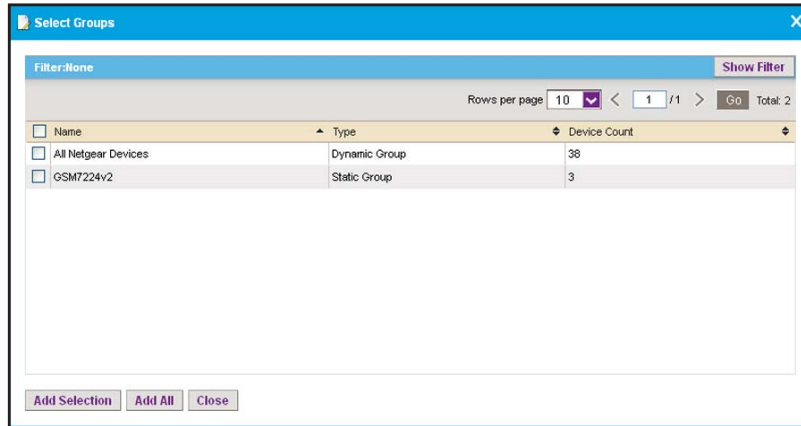 Select Groups
Filter:None Show Filter
Rows per page 10 1 /1 Go Total: 2
Name Type Device Count
All Netgear Devices Dynamic Group 38
GSM7224v2 Static Group 3
Add Selection Add All Close